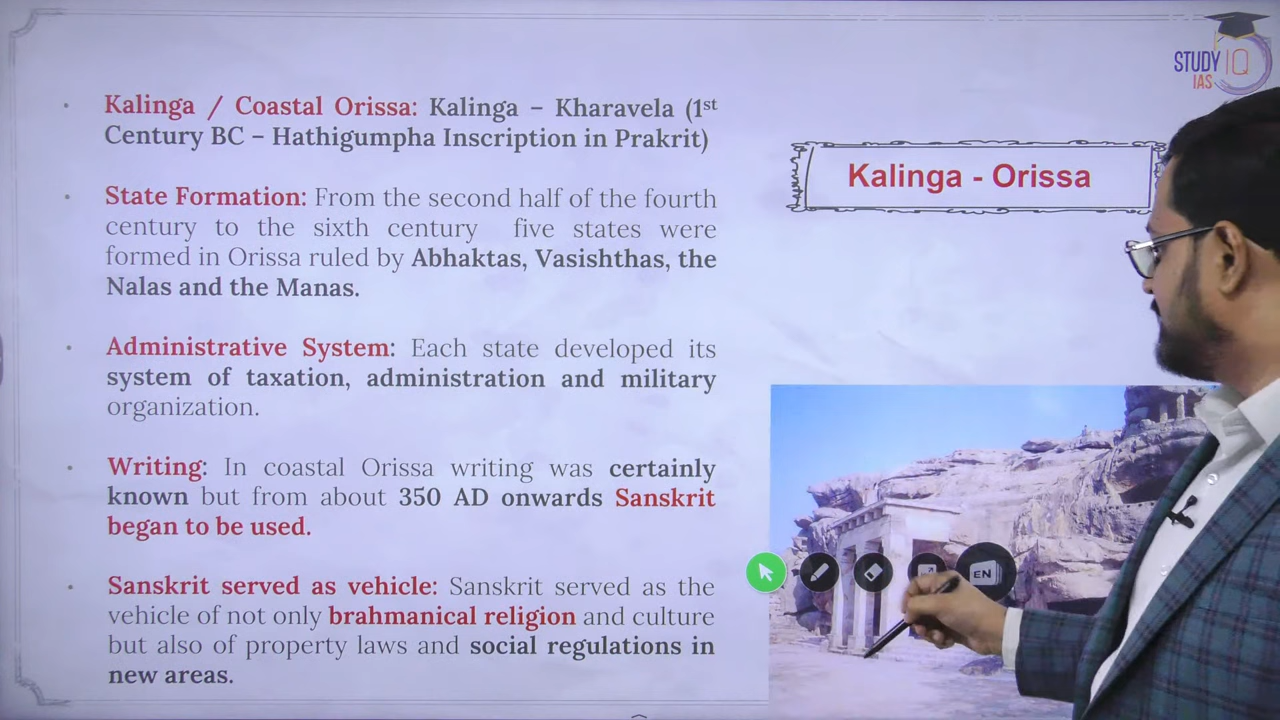 STUDY IQ
IAS
Kalinga - Orissa
Kalinga / Coastal Orissa: Kalinga – Kharavela (1st
Century BC – Hathigumpha Inscription in Prakrit)
State Formation: From the second half of the fourth
century to the sixth century five states were
formed in Orissa ruled by Abhaktas, Vasishthas, the
Nalas and the Manas.
Administrative System: Each state developed its
system of taxation, administration and military
organization.
Writing: In coastal Orissa writing was certainly
known but from about 350 AD onwards Sanskrit
began to be used.
Sanskrit served as vehicle: Sanskrit served as the
vehicle of not only brahmanical religion and culture
but also of property laws and social regulations in
new areas.
EN